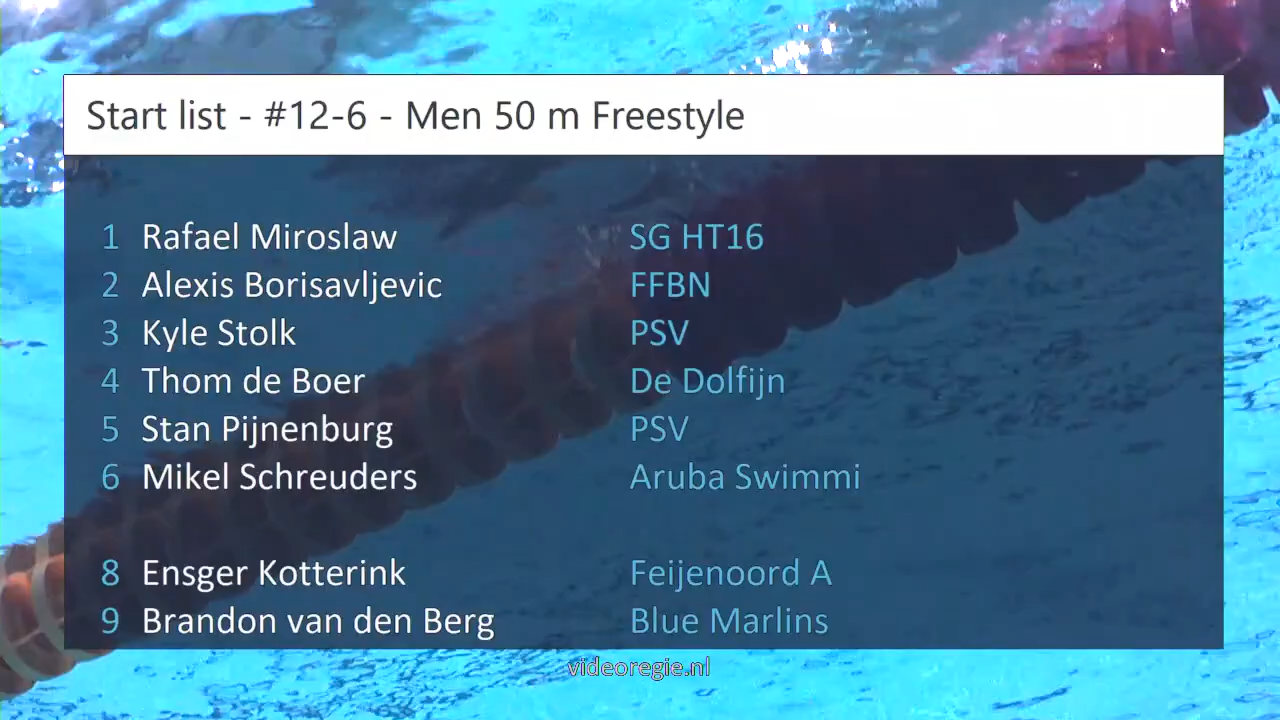 Start list - #12-6 - Men 50 m Freestyle
1 Rafael Miroslaw SG HT16
2 Alexis Borisavljevic FFBN
3 Kyle Stolk PSV
4 Thom de Boer De Dolfijn
5 Stan Pijnenburg PSV
6 Mikel Schreuders Aruba Swimmi
8 Ensger Kotterink Feijenoord A
9 Brandon van den Berg Blue Marlins
videoregie.nl